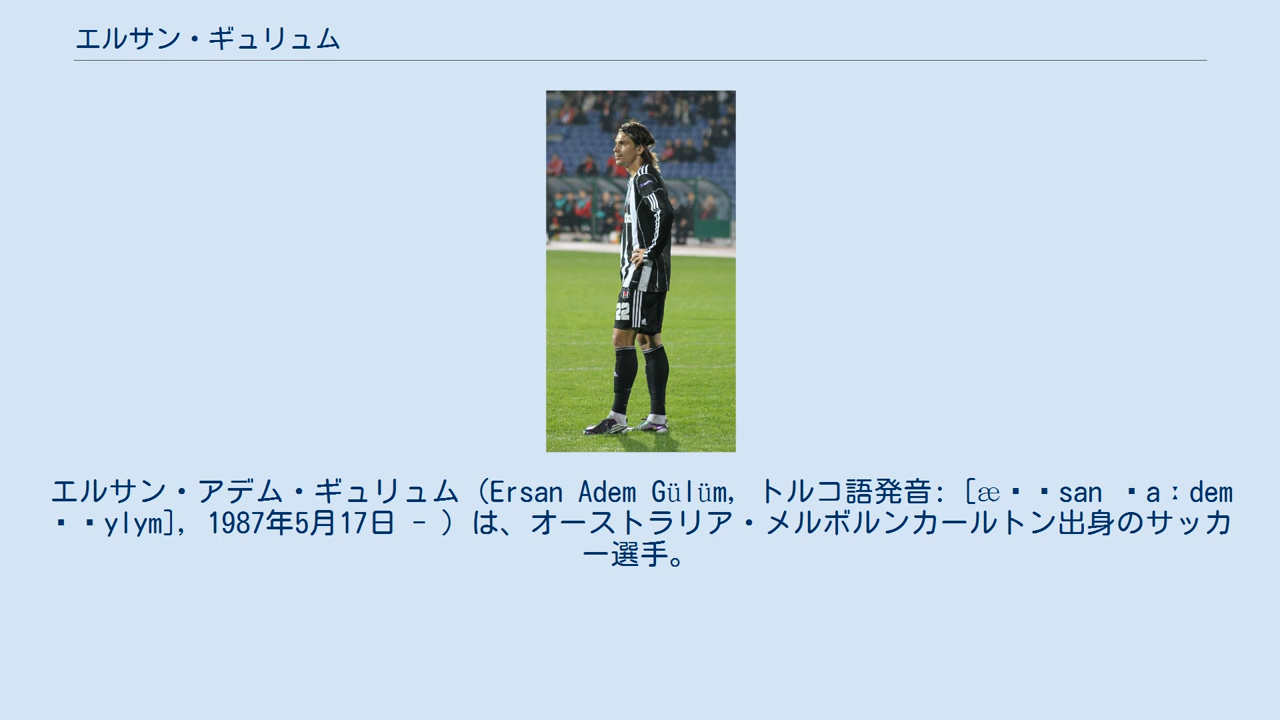 エルサン・ギュリュム
22
エルサン・アデム・ギュリュム（Ersan Adem Gülüm, トルコ語発音: [æ▪▪san ▪aːdem
▪▪ylym], 1987年5月17日 - ）は、オーストラリア・メルボルンカールトン出身のサッカ
ー選手。